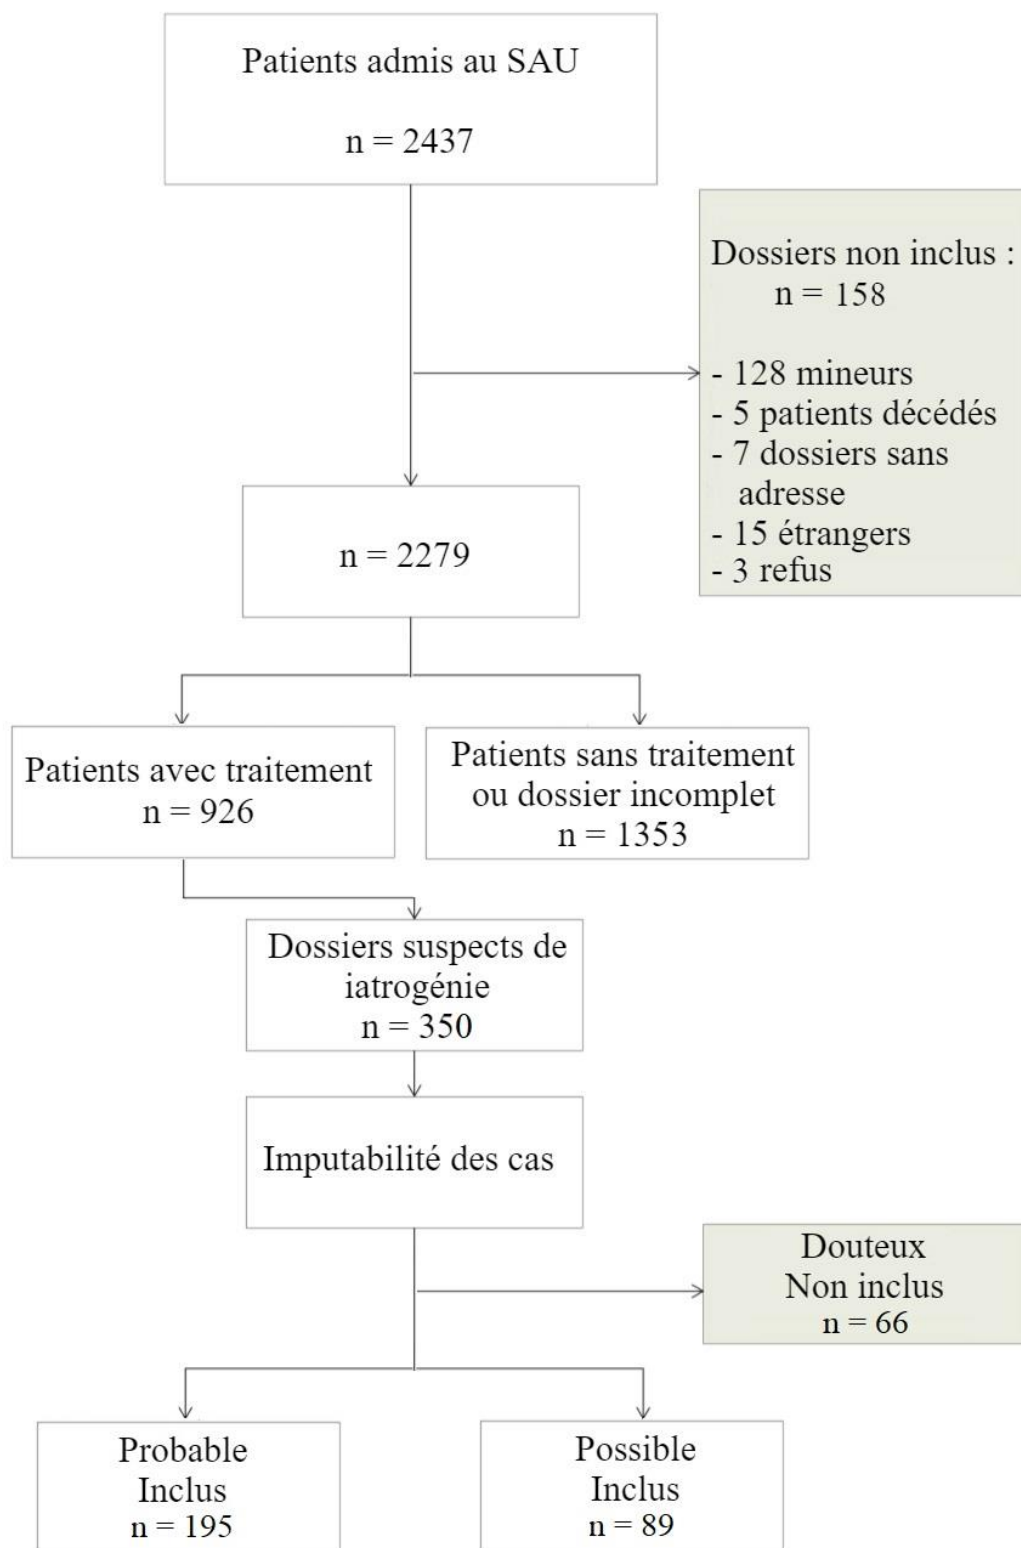 Patients admis au SAU
n = 2437
Dossiers non inclus :
n = 158
- 128 mineurs
- 5 patients décédés
- 7 dossiers sans
adresse
- 15 étrangers
- 3 refus
n = 2279
Patients avec traitement
n = 926
Patients sans traitement
ou dossier incomplet
n = 1353
Dossiers suspects de
iatrogénie
n = 350
Imputabilité des cas
Douteux
Non inclus
n = 66
Probable
Inclus
n = 195
Possible
Inclus
n = 89